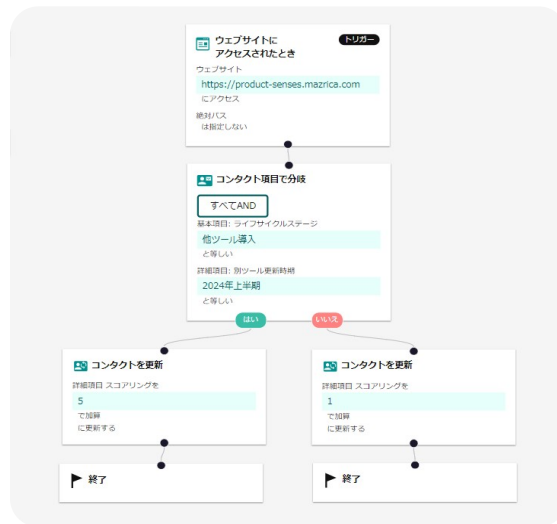 ウェブサイトに
アクセスされたとき
トリガー
ウェブサイト
https://product-senses.mazrica.com
にアクセス
絶対パス
は指定しない
コンタクト項目で分岐
すべてAND
基本項目: ライフサイクルステージ
他ツール導入
と等しい
詳細項目: 別ツール更新時期
2024年上半期
と等しい
はい
いいえ
コンタクトを更新
詳細項目 スコアリングを
5
で加算
に更新する
終了
コンタクトを更新
詳細項目 スコアリングを
1
で加算
に更新する
終了